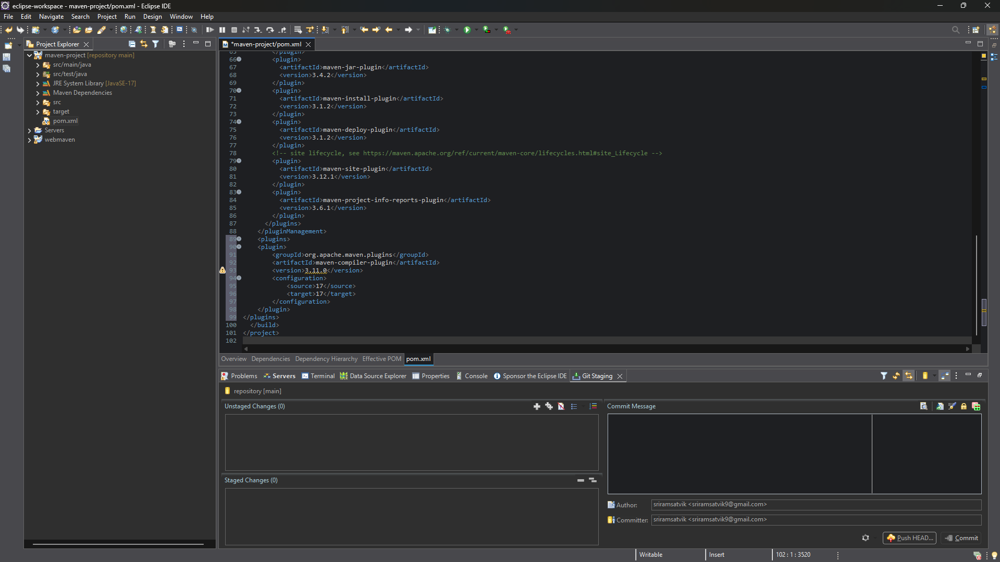 eclipse-workspace - maven-project/pom.xml - Eclipse IDE
File Edit Navigate Search Project Run Design Window Help
Project Explorer
maven-project [repository main]
src/main/java
src/test/java
JRE System Library [JavaSE-17]
Maven Dependencies
src
target
pom.xml
Servers
webmaven
*maven-project/pom.xml
65 </plugin>
66 <plugin>
67 <artifactId>maven-jar-plugin</artifactId>
68 <version>3.4.2</version>
69 </plugin>
70 <plugin>
71 <artifactId>maven-install-plugin</artifactId>
72 <version>3.1.2</version>
73 </plugin>
74 <plugin>
75 <artifactId>maven-deploy-plugin</artifactId>
76 <version>3.1.2</version>
77 </plugin>
78 <!-- site lifecycle, see https://maven.apache.org/ref/current/maven-core/lifecycles.html#site_Lifecycle -->
79 <plugin>
80 <artifactId>maven-site-plugin</artifactId>
81 <version>3.12.1</version>
82 </plugin>
83 <plugin>
84 <artifactId>maven-project-info-reports-plugin</artifactId>
85 <version>3.6.1</version>
86 </plugin>
87 </plugins>
88 </pluginManagement>
89 <plugins>
90 <plugin>
91 <groupId>org.apache.maven.plugins</groupId>
92 <artifactId>maven-compiler-plugin</artifactId>
93 <version>3.11.0</version>
94 <configuration>
95 <source>17</source>
96 <target>17</target>
97 </configuration>
98 </plugin>
99 </plugins>
100 </build>
101 </project>
102
Overview Dependencies Dependency Hierarchy Effective POM pom.xml
Problems Servers Terminal Data Source Explorer Properties Console Sponsor the Eclipse IDE Git Staging
repository [main]
Unstaged Changes (0)
Staged Changes (0)
Commit Message
Author: sriramsatvik <sriramsatvik9@gmail.com>
Committer: sriramsatvik <sriramsatvik9@gmail.com>
Push HEAD... Commit
Writable Insert 102 : 1 : 3520